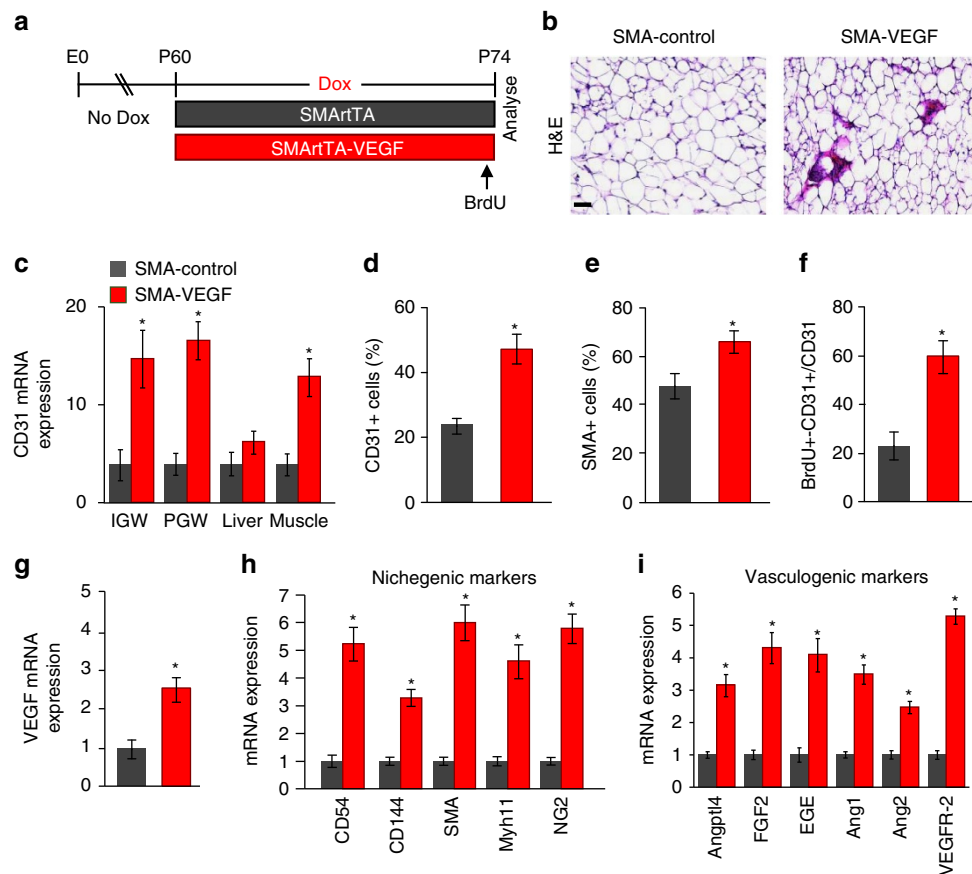 a
E0
P60
P74
Dox
No Dox
SMArtTA
SMArtTA-VEGF
Analyse
BrdU
b
SMA-control
SMA-VEGF
H&E
c
SMA-control
SMA-VEGF
CD31 mRNA
expression
20
15
10
5
0
IGW
PGW
Liver
Muscle
*
*
*
d
CD31+ cells (%)
60
40
20
0
*
e
SMA+ cells (%)
80
60
40
20
0
*
f
BrdU+-CD31+/CD31
80
60
40
20
0
*
g
VEGF mRNA
expression
5
4
3
2
1
0
*
h
Nichegenic markers
mRNA expression
7
6
5
4
3
2
1
0
*
*
*
*
*
CD54
CD144
SMA
Myh11
NG2
i
Vasculogenic markers
mRNA expression
6
5
4
3
2
1
0
*
*
*
*
*
*
Angptl4
FGF2
EGE
Ang1
Ang2
VEGFR-2